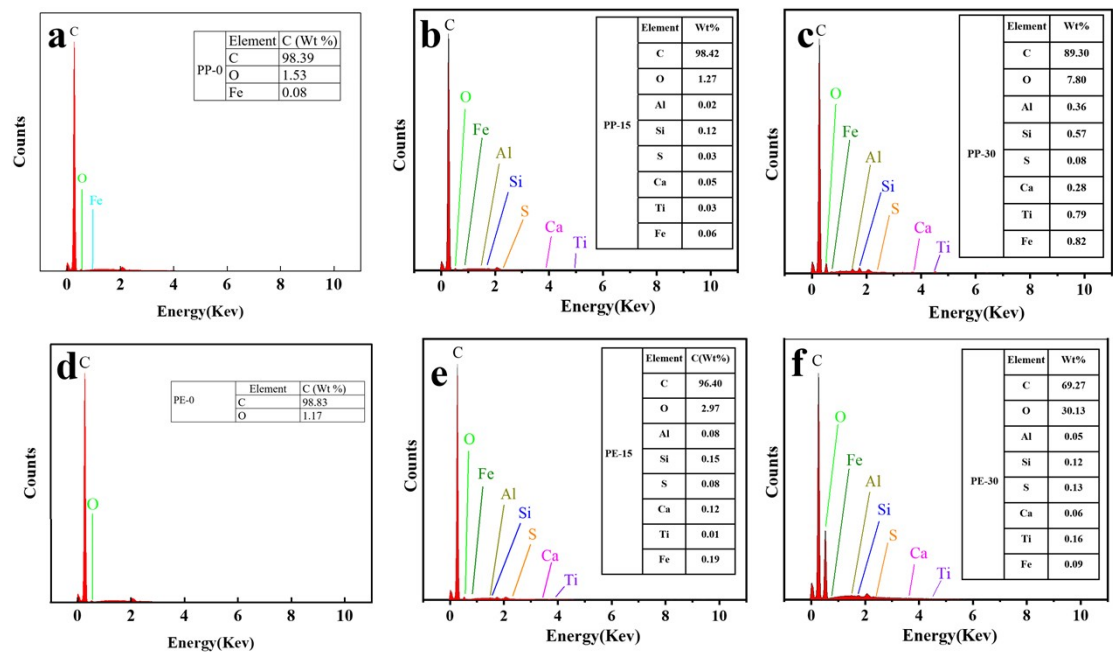 a
C
Element C (Wt %)
PP-0
C 98.39
O 1.53
Fe 0.08
O
Fe
Counts
0 2 4 6 8 10
Energy(Kev)
b
C
Element Wt%
C 98.42
O 1.27
Al 0.02
PP-15
Si 0.12
S 0.03
Ca 0.05
Ti 0.03
Fe 0.06
O
Fe
Al
Si
S
Ca
Ti
Counts
0 2 4 6 8 10
Energy(Kev)
c
C
Element Wt%
C 89.30
O 7.80
Al 0.36
PP-30
Si 0.57
S 0.08
Ca 0.28
Ti 0.79
Fe 0.82
O
Fe
Al
Si
S
Ca
Ti
Counts
0 2 4 6 8 10
Energy(Kev)
d
C
PE-0
Element C (Wt %)
C 98.83
O 1.17
O
Counts
0 2 4 6 8 10
Energy(Kev)
e
C
Element C(Wt%)
C 96.40
O 2.97
Al 0.08
PE-15
Si 0.15
S 0.08
Ca 0.12
Ti 0.01
Fe 0.19
O
Fe
Al
Si
S
Ca
Ti
Counts
0 2 4 6 8 10
Energy(Kev)
f
C
Element Wt%
C 69.27
O 30.13
Al 0.05
PE-30
Si 0.12
S 0.13
Ca 0.06
Ti 0.16
Fe 0.09
O
Fe
Al
Si
S
Ca
Ti
Counts
0 2 4 6 8 10
Energy(Kev)